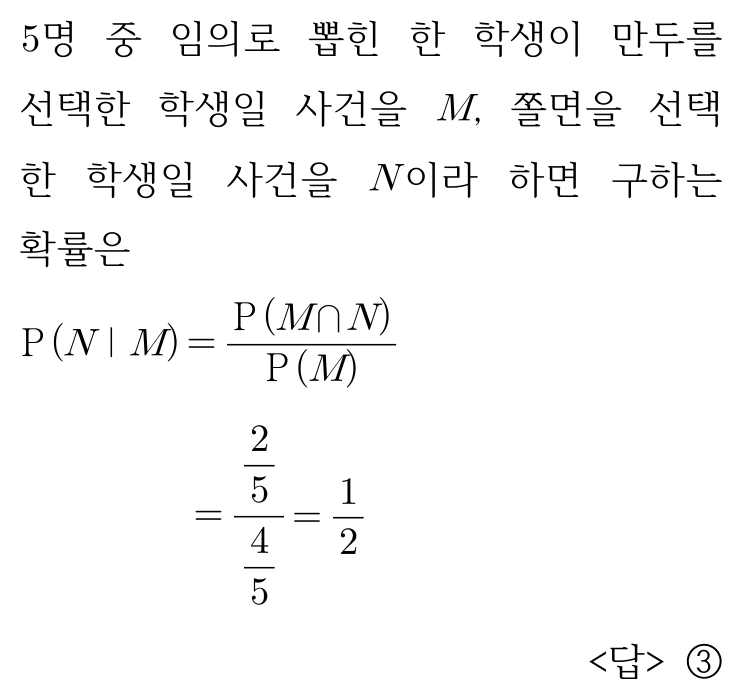 5명 중 임의로 뽑힌 한 학생이 만두를
선택한 학생일 사건을 M, 쫄면을 선택
한 학생일 사건을 N이라 하면 구하는
확률은
P(N | M) = P(M∩N) / P(M)
= (2/5) / (4/5) = 1/2
<답> ③